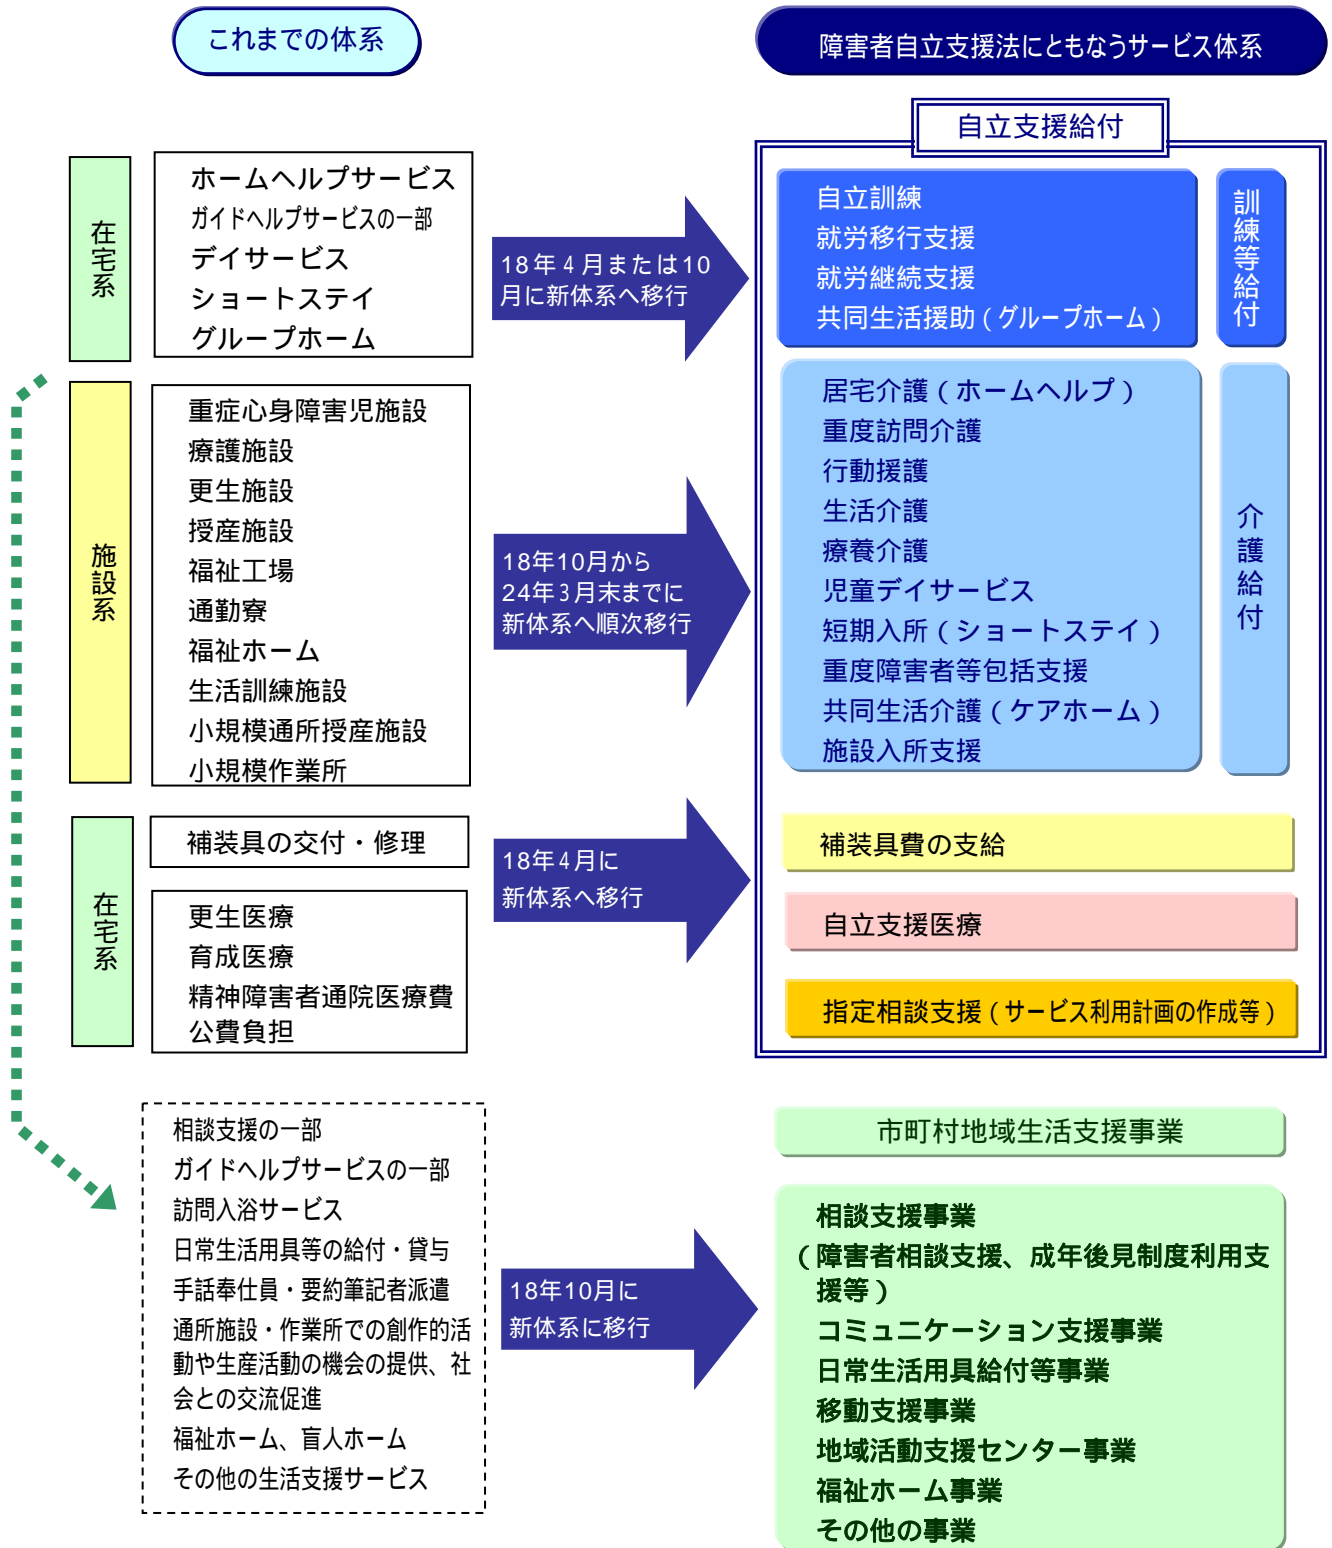 これまでの体系
障害者自立支援法にともなうサービス体系
自立支援給付
在宅系
ホームヘルプサービス
ガイドヘルプサービスの一部
デイサービス
ショートステイ
グループホーム
18年4月または10
月に新体系へ移行
自立訓練
就労移行支援
就労継続支援
共同生活援助（グループホーム）
訓練等給付
施設系
重症心身障害児施設
療護施設
更生施設
授産施設
福祉工場
通勤寮
福祉ホーム
生活訓練施設
小規模通所授産施設
小規模作業所
18年10月から
24年3月末までに
新体系へ順次移行
居宅介護（ホームヘルプ）
重度訪問介護
行動援護
生活介護
療養介護
児童デイサービス
短期入所（ショートステイ）
重度障害者等包括支援
共同生活介護（ケアホーム）
施設入所支援
介護給付
在宅系
補装具の交付・修理
更生医療
育成医療
精神障害者通院医療費
公費負担
18年4月に
新体系へ移行
補装具費の支給
自立支援医療
指定相談支援（サービス利用計画の作成等）
相談支援の一部
ガイドヘルプサービスの一部
訪問入浴サービス
日常生活用具等の給付・貸与
手話奉仕員・要約筆記者派遣
通所施設・作業所での創作的活
動や生産活動の機会の提供、社
会との交流促進
福祉ホーム、盲人ホーム
その他の生活支援サービス
18年10月に
新体系に移行
市町村地域生活支援事業
相談支援事業
（障害者相談支援、成年後見制度利用支
援等）
コミュニケーション支援事業
日常生活用具給付等事業
移動支援事業
地域活動支援センター事業
福祉ホーム事業
その他の事業